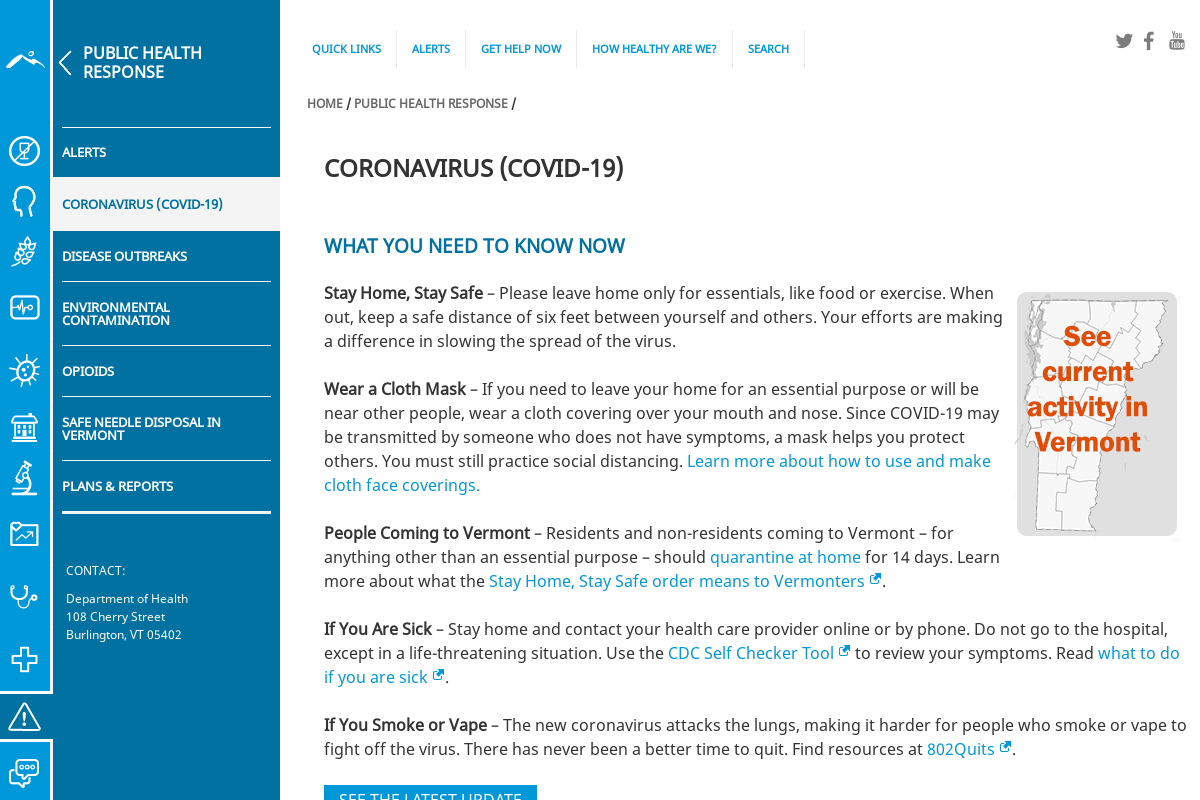 PUBLIC HEALTH
RESPONSE
ALERTS
CORONAVIRUS (COVID-19)
DISEASE OUTBREAKS
ENVIRONMENTAL
CONTAMINATION
OPIOIDS
SAFE NEEDLE DISPOSAL IN
VERMONT
PLANS & REPORTS
CONTACT:
Department of Health
108 Cherry Street
Burlington, VT 05402
QUICK LINKS
ALERTS
GET HELP NOW
HOW HEALTHY ARE WE?
SEARCH
You
Tube
HOME / PUBLIC HEALTH RESPONSE /
CORONAVIRUS (COVID-19)
WHAT YOU NEED TO KNOW NOW
Stay Home, Stay Safe – Please leave home only for essentials, like food or exercise. When
out, keep a safe distance of six feet between yourself and others. Your efforts are making
a difference in slowing the spread of the virus.
See
current
activity in
Vermont
Wear a Cloth Mask – If you need to leave your home for an essential purpose or will be
near other people, wear a cloth covering over your mouth and nose. Since COVID-19 may
be transmitted by someone who does not have symptoms, a mask helps you protect
others. You must still practice social distancing. Learn more about how to use and make
cloth face coverings.
People Coming to Vermont – Residents and non-residents coming to Vermont – for
anything other than an essential purpose – should quarantine at home for 14 days. Learn
more about what the Stay Home, Stay Safe order means to Vermonters .
If You Are Sick – Stay home and contact your health care provider online or by phone. Do not go to the hospital,
except in a life-threatening situation. Use the CDC Self Checker Tool to review your symptoms. Read what to do
if you are sick .
If You Smoke or Vape – The new coronavirus attacks the lungs, making it harder for people who smoke or vape to
fight off the virus. There has never been a better time to quit. Find resources at 802Quits .
SEE THE LATEST UPDATE